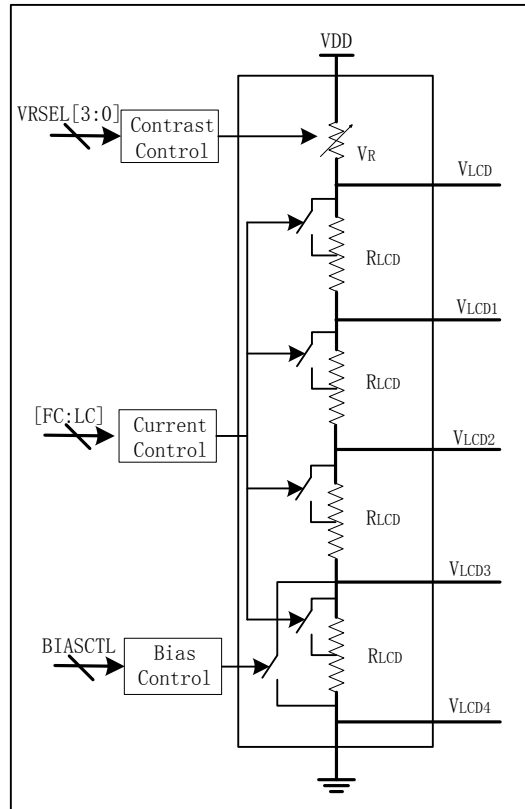 VDD
VRSEL[3:0]
Contrast
Control
VR
VLCD
RLCD
VLCD1
RLCD
[FC:LC]
Current
Control
VLCD2
RLCD
VLCD3
BIASCTL
Bias
Control
RLCD
VLCD4